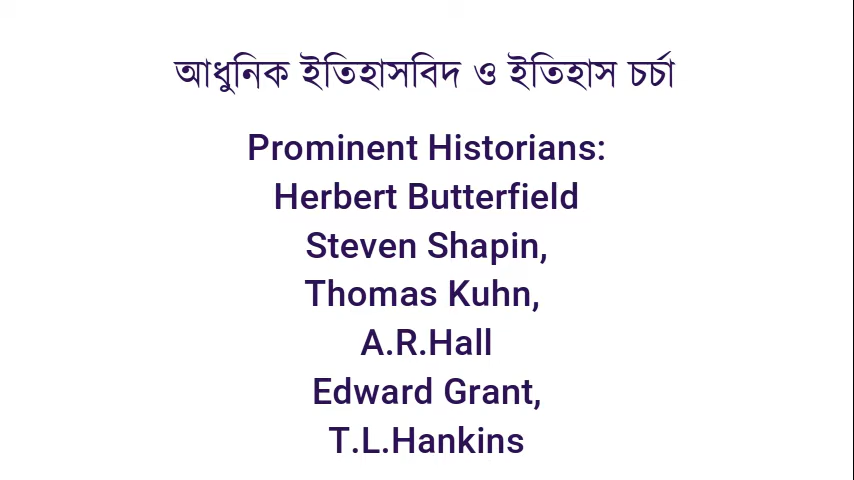 আধুনিক ইতিহাসবিদ ও ইতিহাস চর্চা
Prominent Historians:
Herbert Butterfield
Steven Shapin,
Thomas Kuhn,
A.R.Hall
Edward Grant,
T.L.Hankins